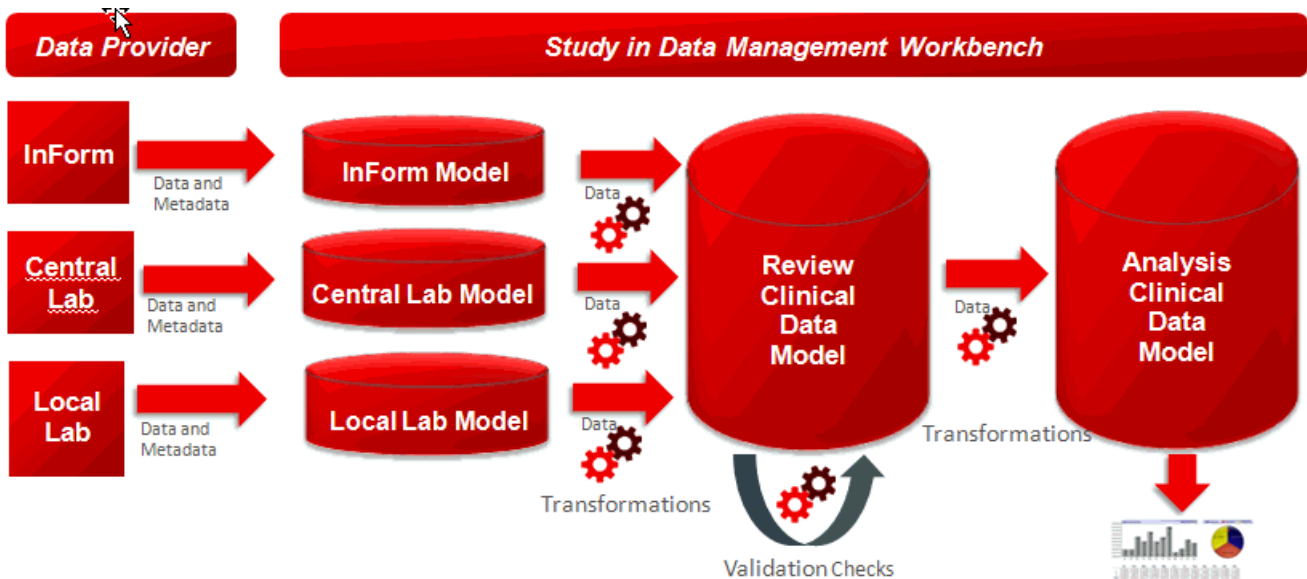 Data Provider
Study in Data Management Workbench
InForm
Data and
Metadata
InForm Model
Data
Central
Lab
Data and
Metadata
Central Lab Model
Data
Local
Lab
Data and
Metadata
Local Lab Model
Data
Transformations
Review
Clinical
Data
Model
Validation Checks
Data
Transformations
Analysis
Clinical
Data
Model